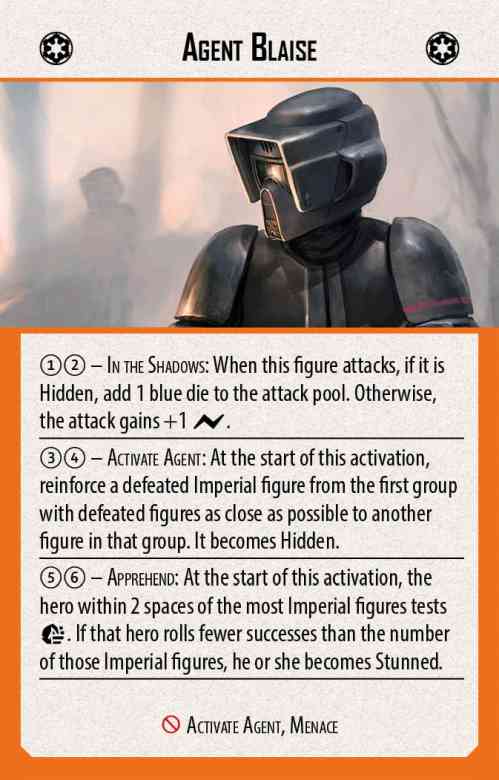 AGENT BLAISE
①② – IN THE SHADOWS: When this figure attacks, if it is
Hidden, add 1 blue die to the attack pool. Otherwise,
the attack gains +1 .
③④ – ACTIVATE AGENT: At the start of this activation,
reinforce a defeated Imperial figure from the first group
with defeated figures as close as possible to another
figure in that group. It becomes Hidden.
⑤⑥ – APPREHEND: At the start of this activation, the
hero within 2 spaces of the most Imperial figures tests
. If that hero rolls fewer successes than the number
of those Imperial figures, he or she becomes Stunned.
ACTIVATE AGENT, MENACE